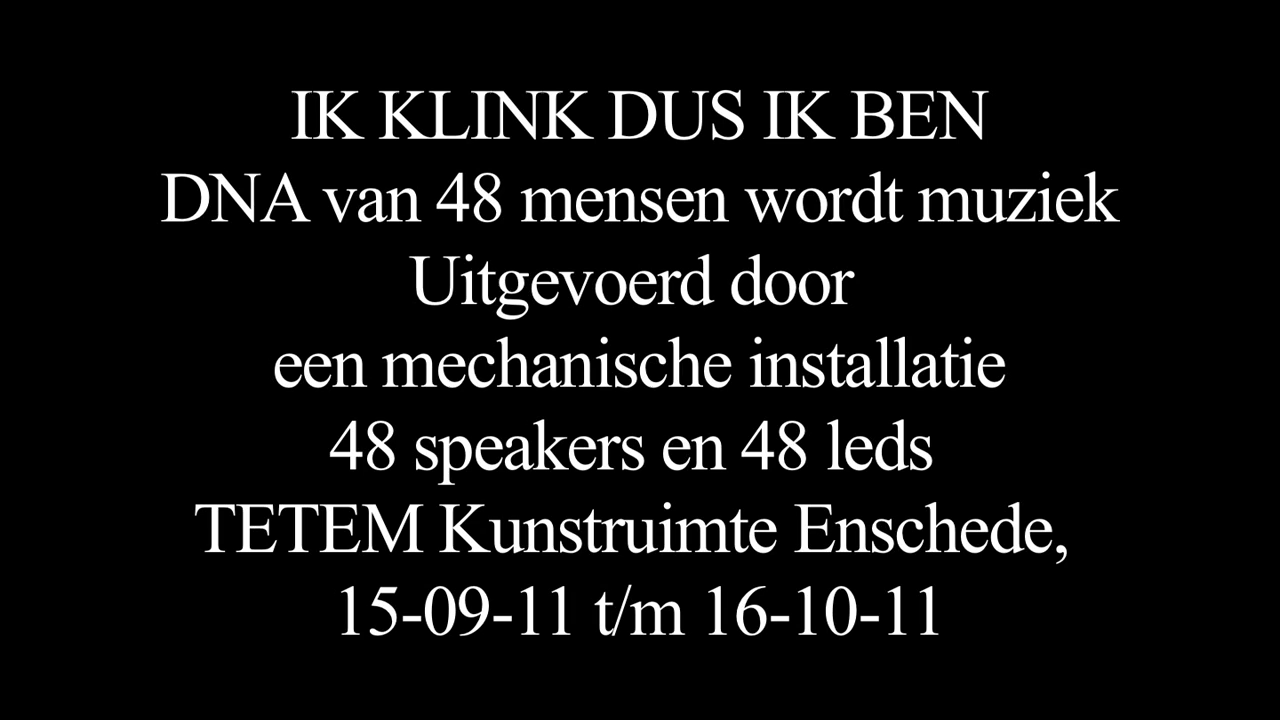 IK KLINK DUS IK BEN
DNA van 48 mensen wordt muziek
Uitgevoerd door
een mechanische installatie
48 speakers en 48 leds
TETEM Kunstruimte Enschede,
15-09-11 t/m 16-10-11